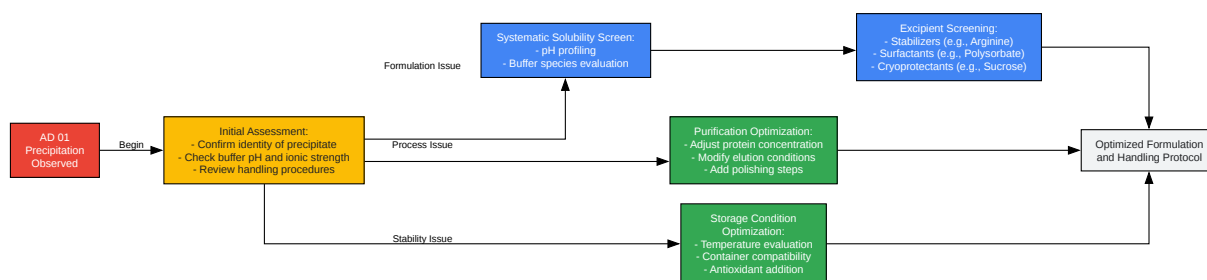 AD 01
Precipitation
Observed
Begin
Initial Assessment:
- Confirm identity of precipitate
- Check buffer pH and ionic strength
- Review handling procedures
Formulation Issue
Systematic Solubility Screen:
- pH profiling
- Buffer species evaluation
Excipient Screening:
- Stabilizers (e.g., Arginine)
- Surfactants (e.g., Polysorbate)
- Cryoprotectants (e.g., Sucrose)
Process Issue
Purification Optimization:
- Adjust protein concentration
- Modify elution conditions
- Add polishing steps
Stability Issue
Storage Condition
Optimization:
- Temperature evaluation
- Container compatibility
- Antioxidant addition
Optimized Formulation
and Handling Protocol